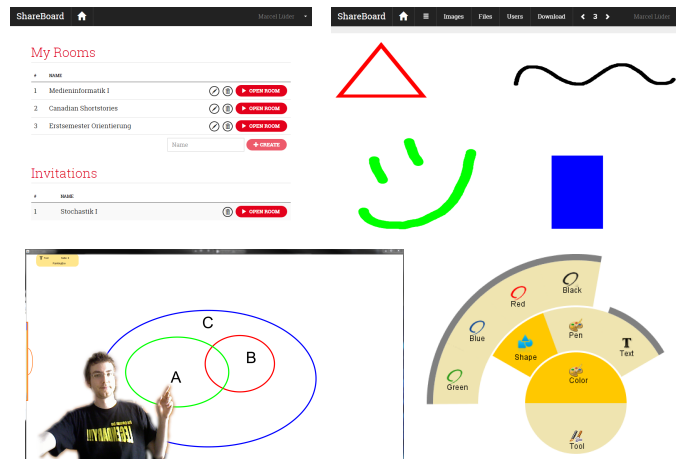 ShareBoard Marcel Lüder
My Rooms
# NAME
1 Medieninformatik I OPEN ROOM
2 Canadian Shortstories OPEN ROOM
3 Erstsemester Orientierung OPEN ROOM
Name + CREATE
Invitations
# NAME
1 Stochastik I OPEN ROOM
ShareBoard Images Files Users Download 3 Marcel Lüder
C
B
A
Black
Red
Blue
Green
Pen
Shape
Text
Color
Tool